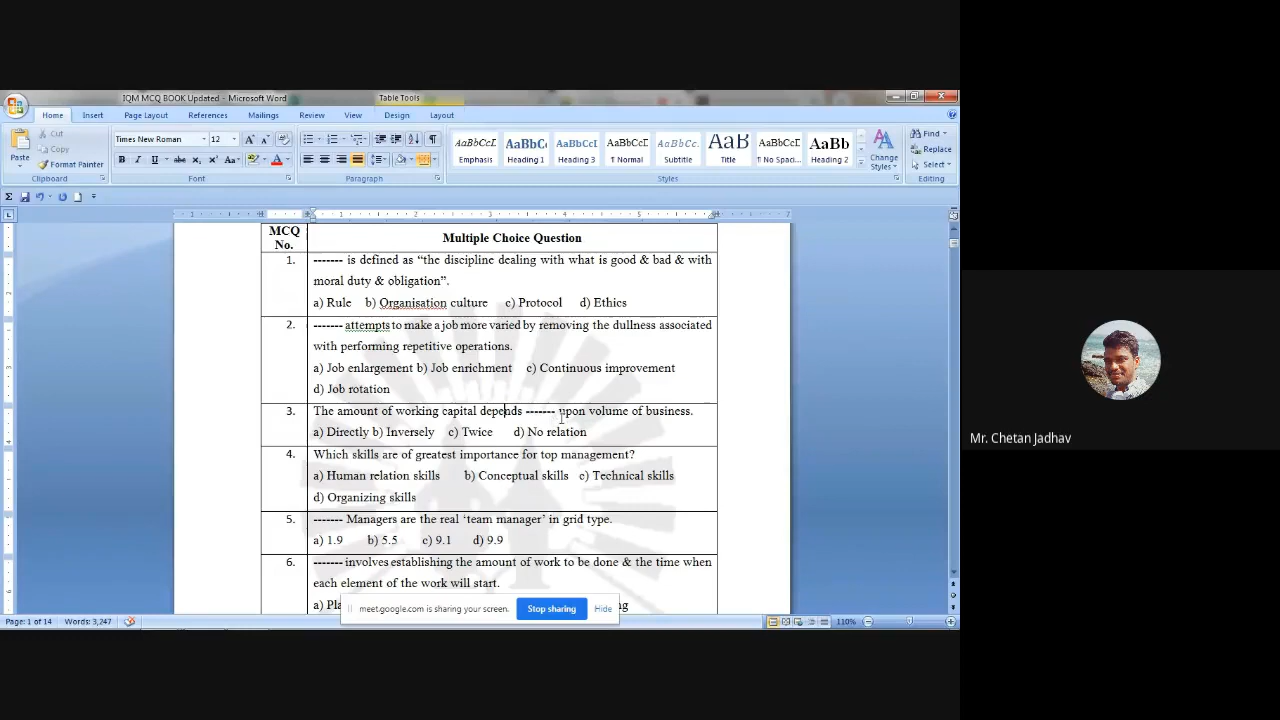 IQM MCQ BOOK Updated - Microsoft Word
Table Tools
Home Insert Page Layout References Mailings Review View Design Layout
Paste
Cut
Copy
Format Painter
Clipboard
Times New Roman 12
Font
Paragraph
AaBbCcI Emphasis
AaBbC Heading 1
AaBbCc Heading 3
AaBbCcI ¶ Normal
AaBbCc. Subtitle
AaB Title
AaBbCcI ¶ No Spaci...
AaBb Heading 2
Change Styles
Styles
Find
Replace
Select
Editing
MCQ No. Multiple Choice Question
1. ------- is defined as “the discipline dealing with what is good & bad & with
moral duty & obligation”.
a) Rule b) Organisation culture c) Protocol d) Ethics
2. ------- attempts to make a job more varied by removing the dullness associated
with performing repetitive operations.
a) Job enlargement b) Job enrichment c) Continuous improvement
d) Job rotation
3. The amount of working capital depends ------- upon volume of business.
a) Directly b) Inversely c) Twice d) No relation
4. Which skills are of greatest importance for top management?
a) Human relation skills b) Conceptual skills c) Technical skills
d) Organizing skills
5. ------- Managers are the real ‘team manager’ in grid type.
a) 1.9 b) 5.5 c) 9.1 d) 9.9
6. ------- involves establishing the amount of work to be done & the time when
each element of the work will start.
meet.google.com is sharing your screen. Stop sharing Hide
Page: 1 of 14 Words: 3,247 110%
Mr. Chetan Jadhav